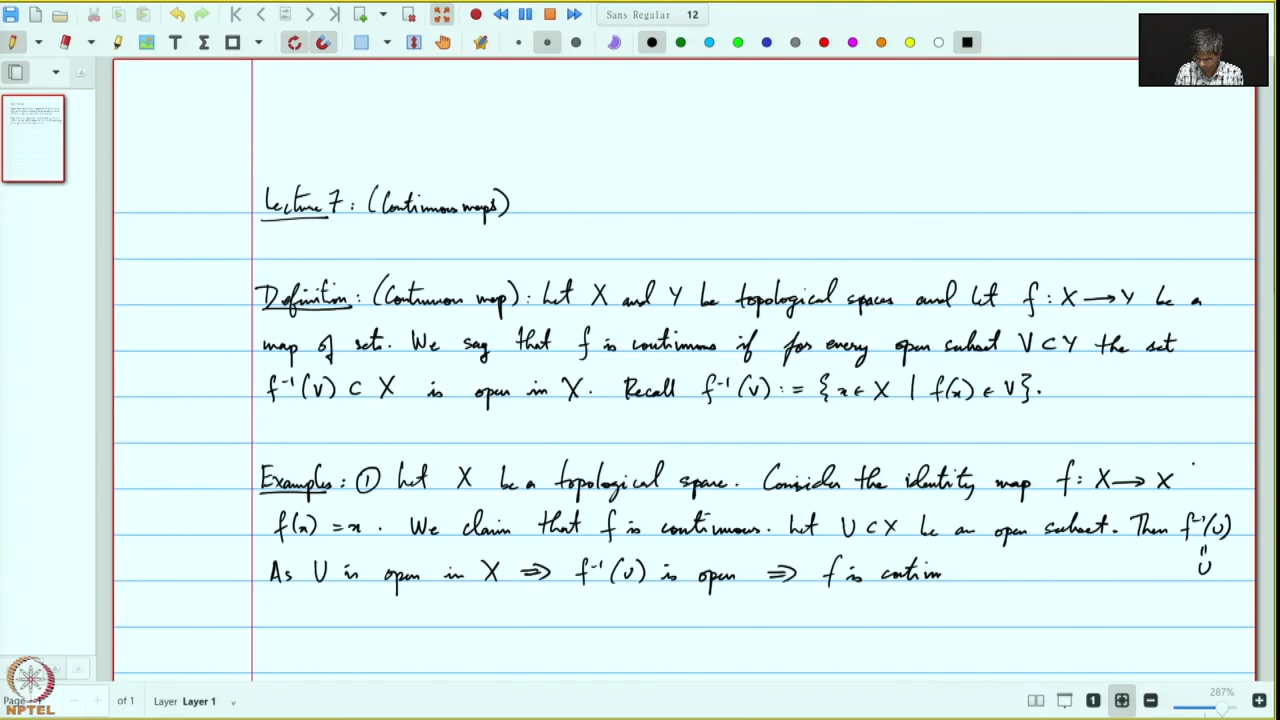 Sans Regular 12
Lecture 7 : (Continuous maps)
Definition : (Continuous map) : Let X and Y be topological spaces and let f : X ⟶ Y be a
map of sets. We say that f is continuous if for every open subset V ⊂ Y the set
f⁻¹(V) ⊂ X is open in X. Recall f⁻¹(V) := {x ∈ X | f(x) ∈ V}.
Examples : ① Let X be a topological space. Consider the identity map f : X ⟶ X
f(x) = x . We claim that f is continuous. Let U ⊂ X be an open subset. Then f⁻¹(U)
=
U
As U is open in X ⟹ f⁻¹(U) is open ⟹ f is contin
NPTEL
Page
of 1
Layer Layer 1
287%